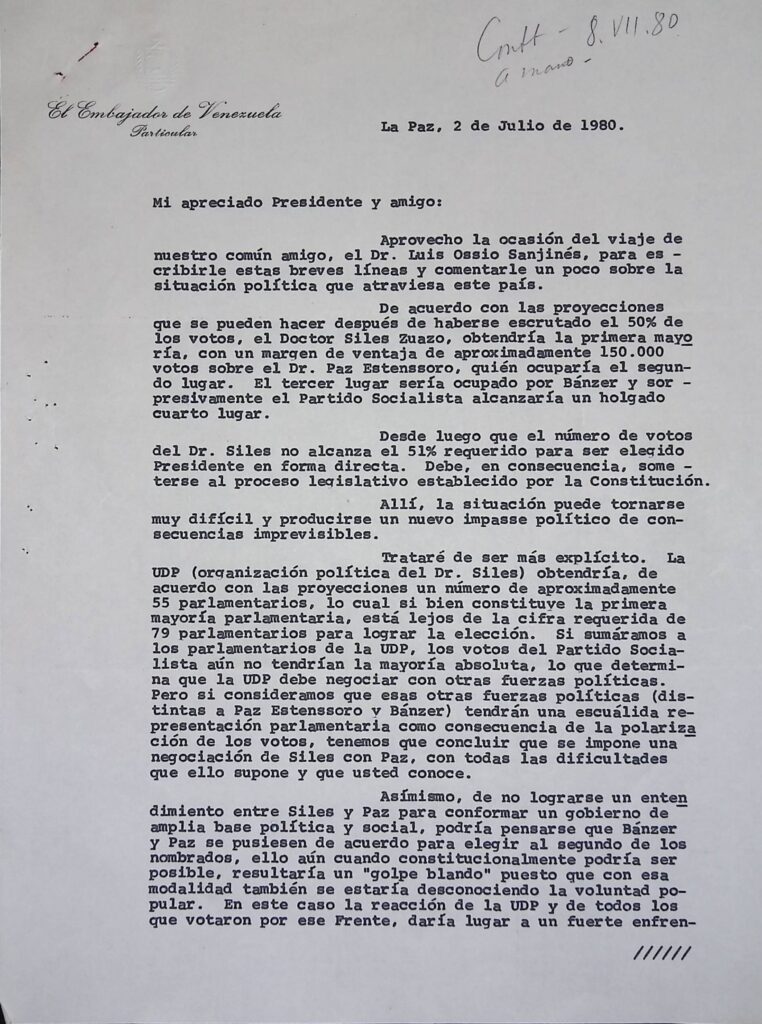 Contt - 8.VII.80
a mano -
El Embajador de Venezuela
Particular
La Paz, 2 de Julio de 1980.
Mi apreciado Presidente y amigo:
Aprovecho la ocasión del viaje de
nuestro común amigo, el Dr. Luis Ossio Sanjinés, para es -
cribirle estas breves líneas y comentarle un poco sobre la
situación política que atraviesa este país.
De acuerdo con las proyecciones
que se pueden hacer después de haberse escrutado el 50% de
los votos, el Doctor Siles Zuazo, obtendría la primera mayo
ría, con un margen de ventaja de aproximadamente 150.000
votos sobre el Dr. Paz Estenssoro, quién ocuparía el segun-
do lugar. El tercer lugar sería ocupado por Bánzer y sor -
presivamente el Partido Socialista alcanzaría un holgado
cuarto lugar.
Desde luego que el número de votos
del Dr. Siles no alcanza el 51% requerido para ser elegido
Presidente en forma directa. Debe, en consecuencia, some -
terse al proceso legislativo establecido por la Constitución.
Allí, la situación puede tornarse
muy difícil y producirse un nuevo impasse político de con-
secuencias imprevisibles.
Trataré de ser más explícito. La
UDP (organización política del Dr. Siles) obtendría, de
acuerdo con las proyecciones un número de aproximadamente
55 parlamentarios, lo cual si bien constituye la primera
mayoría parlamentaria, está lejos de la cifra requerida de
79 parlamentarios para lograr la elección. Si sumáramos a
los parlamentarios de la UDP, los votos del Partido Socia-
lista aún no tendrían la mayoría absoluta, lo que determi-
na que la UDP debe negociar con otras fuerzas políticas.
Pero si consideramos que esas otras fuerzas políticas (dis-
tintas a Paz Estenssoro y Bánzer) tendrán una escuálida re-
presentación parlamentaria como consecuencia de la polariza
ción de los votos, tenemos que concluir que se impone una
negociación de Siles con Paz, con todas las dificultades
que ello supone y que usted conoce.
Asímismo, de no lograrse un enten
dimiento entre Siles y Paz para conformar un gobierno de
amplia base política y social, podría pensarse que Bánzer
y Paz se pusiesen de acuerdo para elegir al segundo de los
nombrados, ello aún cuando constitucionalmente podría ser
posible, resultaría un "golpe blando" puesto que con esa
modalidad también se estaría desconociendo la voluntad po-
pular. En este caso la reacción de la UDP y de todos los
que votaron por ese Frente, daría lugar a un fuerte enfren-
//////